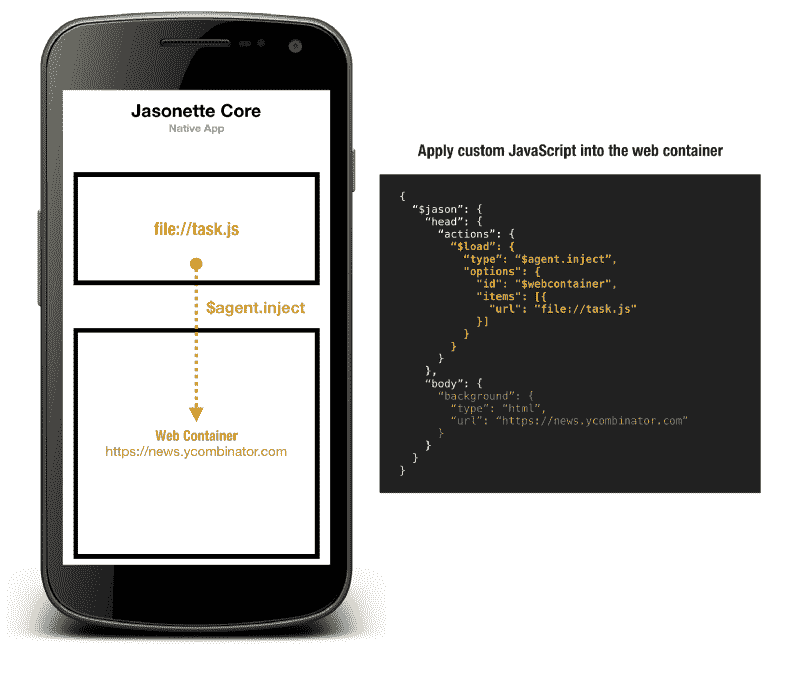 Jasonette Core
Native App
file://task.js
$agent.inject
Web Container
https://news.ycombinator.com
Apply custom JavaScript into the web container
{
“$jason”: {
“head”: {
“actions”: {
“$load”: {
“type”: “$agent.inject”,
"options": {
"id": "$webcontainer",
"items": [{
"url": "file://task.js"
}]
}
}
}
},
“body”: {
“background”: {
“type”: “html”,
“url”: “https://news.ycombinator.com”
}
}
}
}